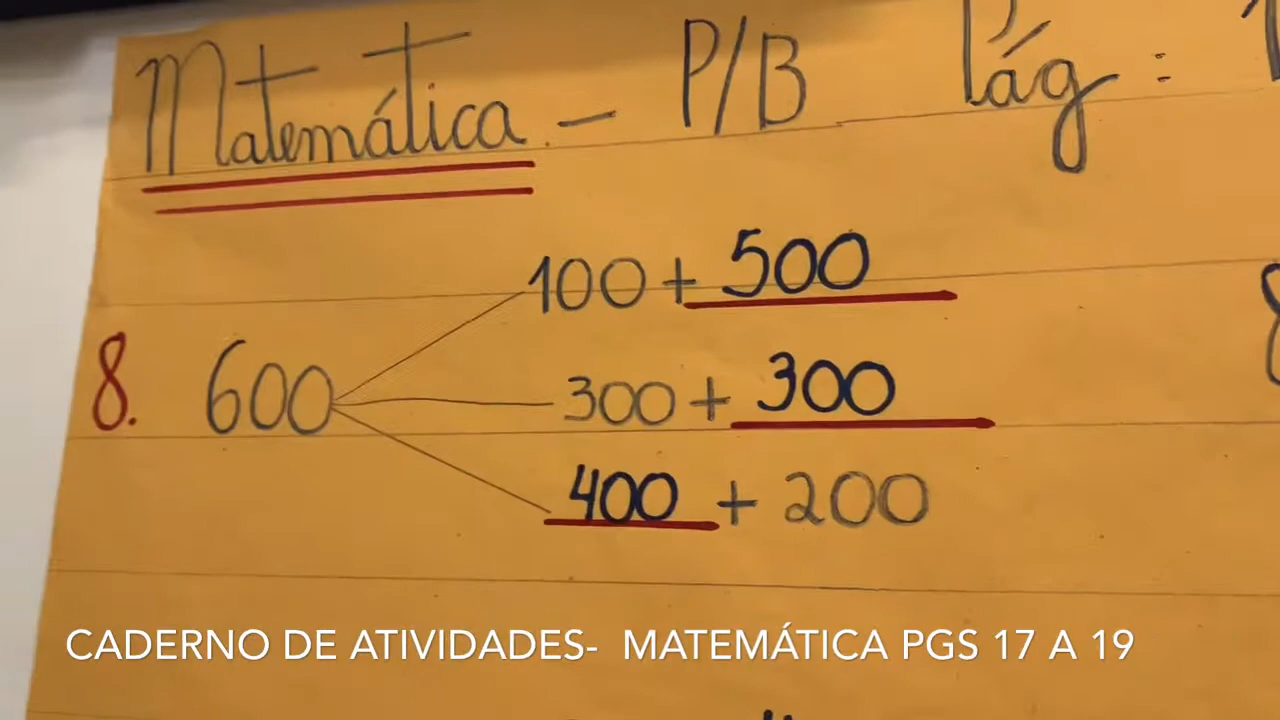 Matemática - P/B Pág:
100 + 500
8. 600 300 + 300
400 + 200
CADERNO DE ATIVIDADES- MATEMÁTICA PGS 17 A 19